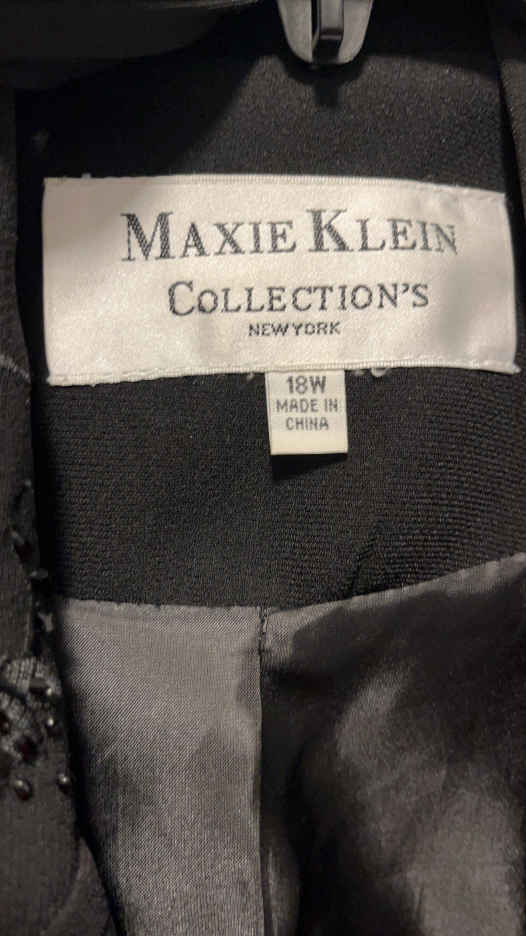 MAXIE KLEIN
COLLECTION'S
NEW YORK
18W
MADE IN
CHINA